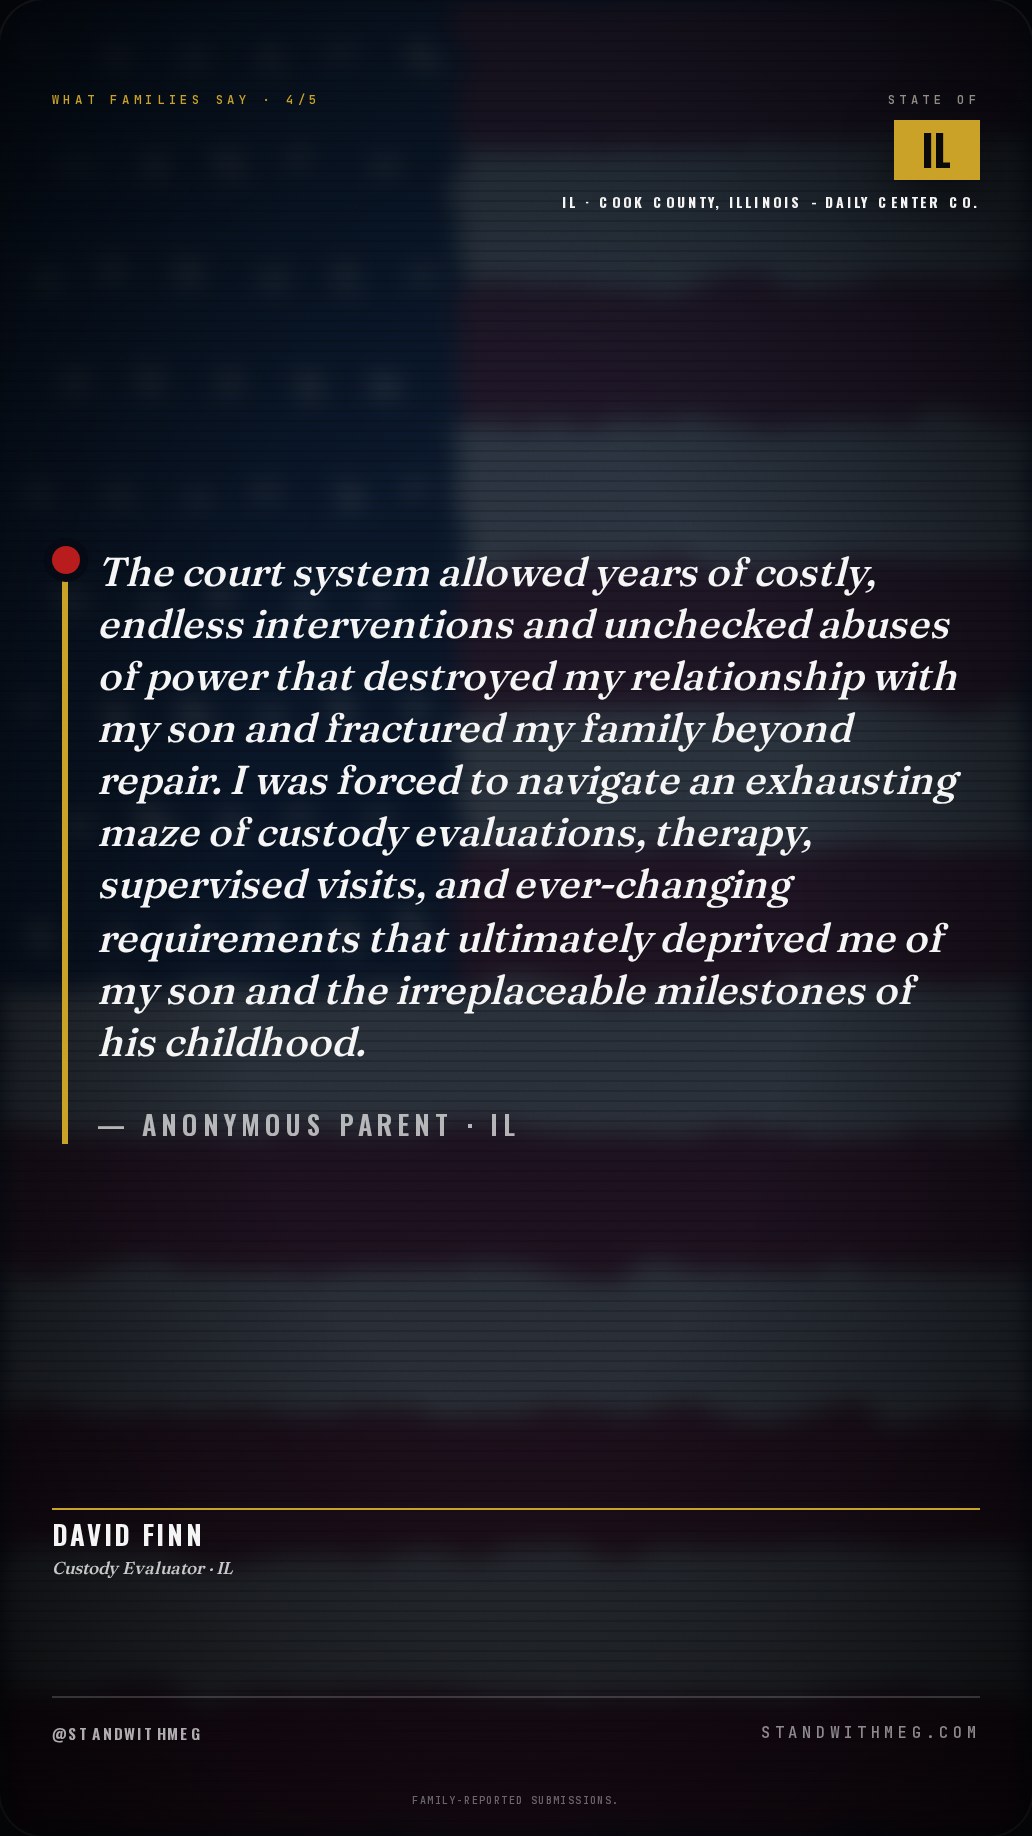 WHAT FAMILIES SAY · 4/5
STATE OF
IL
IL · COOK COUNTY, ILLINOIS - DAILY CENTER CO.
The court system allowed years of costly,
endless interventions and unchecked abuses
of power that destroyed my relationship with
my son and fractured my family beyond
repair. I was forced to navigate an exhausting
maze of custody evaluations, therapy,
supervised visits, and ever-changing
requirements that ultimately deprived me of
my son and the irreplaceable milestones of
his childhood.
— ANONYMOUS PARENT · IL
DAVID FINN
Custody Evaluator · IL
@STANDWITHMEG
STANDWITHMEG.COM
FAMILY-REPORTED SUBMISSIONS.